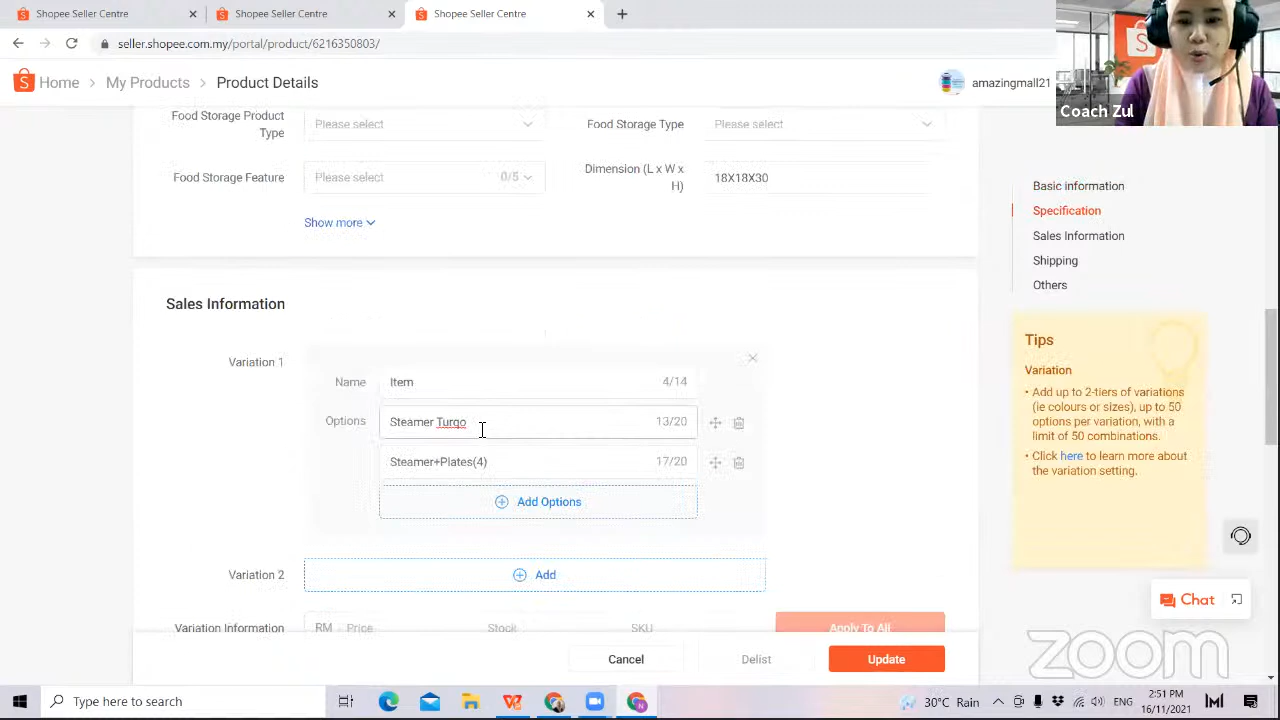 Shopee Seller Centre
Shopee Seller Centre
Shopee Seller Centre
seller.shopee.com.my/portal/product/6216350803/
Home > My Products > Product Details
amazingmall21
Coach Zul
Food Storage Product Type
Please select
Food Storage Type
Please select
Food Storage Feature
Please select 0/5
Dimension (L x W x H)
18X18X30
Show more
Basic information
Specification
Sales Information
Shipping
Others
Sales Information
Variation 1
Name
Item 4/14
Options
Steamer Turqo 13/20
Steamer+Plates(4) 17/20
Add Options
Variation 2
Add
Variation Information
RM Price
Stock
SKU
Apply To All
Tips
Variation
• Add up to 2-tiers of variations
(ie colours or sizes), up to 50
options per variation, with a
limit of 50 combinations.
• Click here to learn more about
the variation setting.
Chat
Cancel
Delist
Update
zoom
Type here to search
30°C Rain
ENG
2:51 PM
16/11/2021